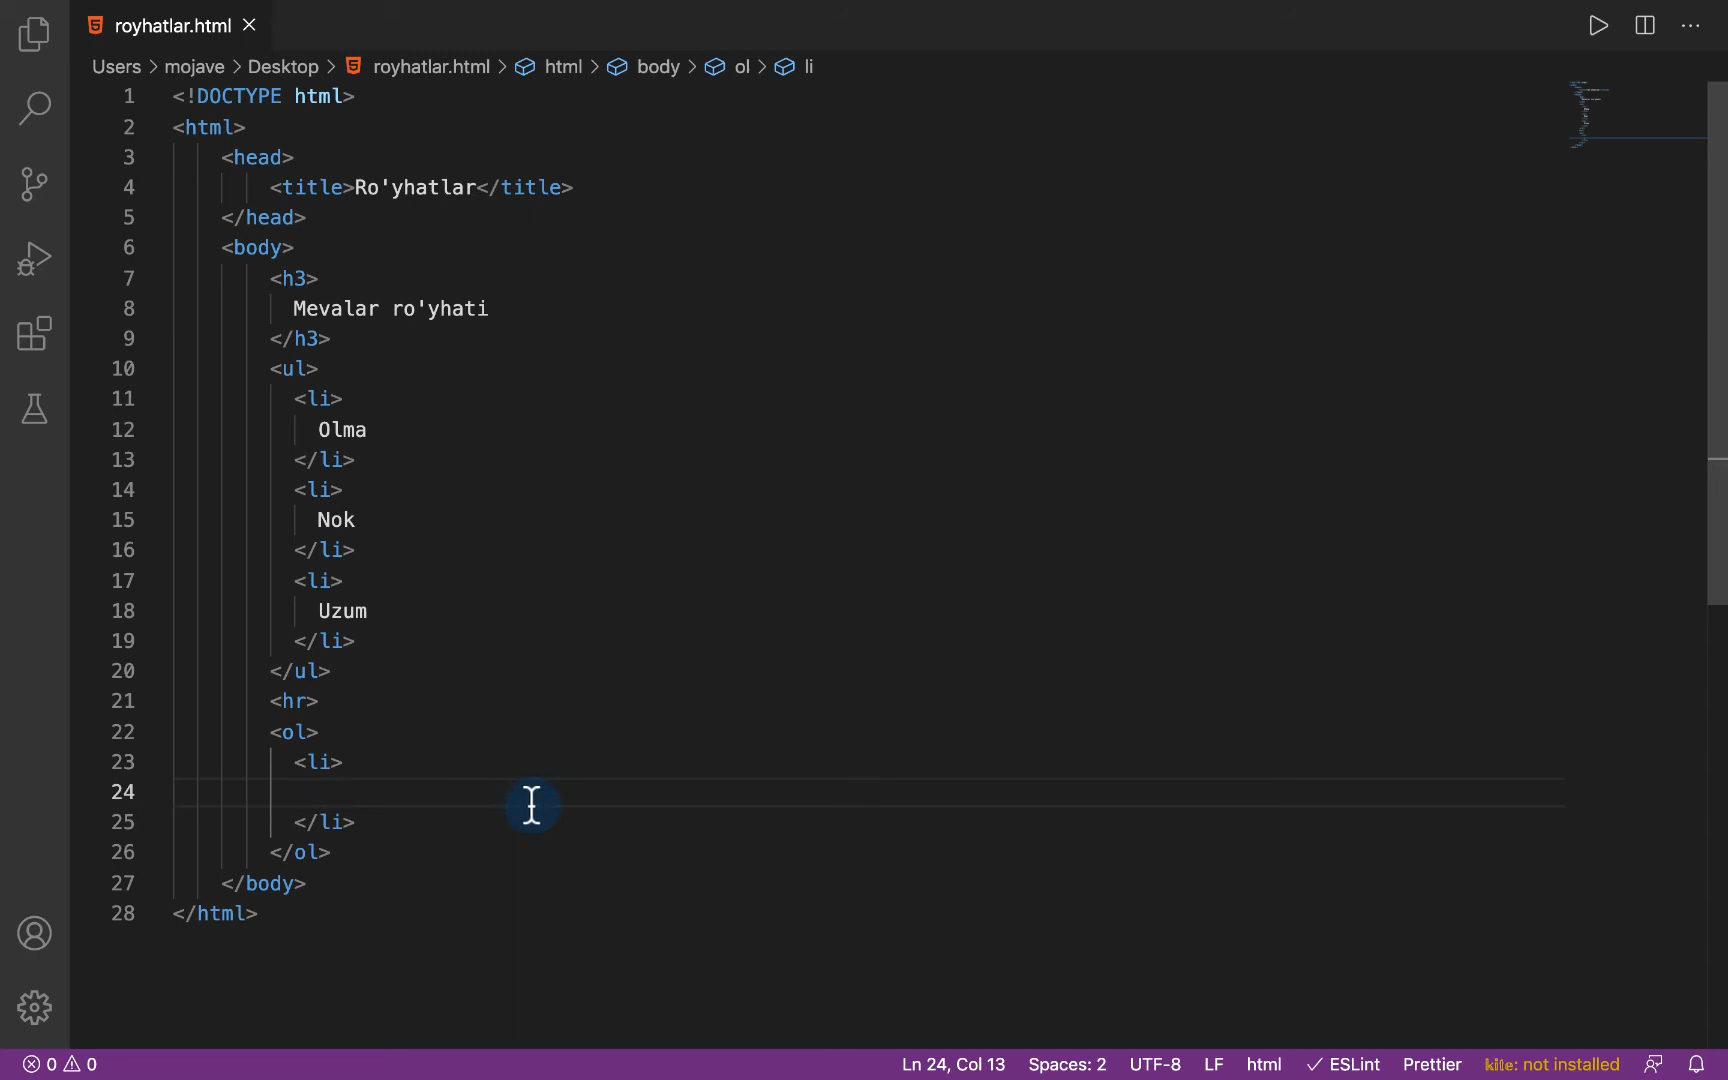 royhatlar.html
Users > mojave > Desktop > royhatlar.html > html > body > ol > li
1 <!DOCTYPE html>
2 <html>
3 <head>
4 <title>Ro'yhatlar</title>
5 </head>
6 <body>
7 <h3>
8 Mevalar ro'yhati
9 </h3>
10 <ul>
11 <li>
12 Olma
13 </li>
14 <li>
15 Nok
16 </li>
17 <li>
18 Uzum
19 </li>
20 </ul>
21 <hr>
22 <ol>
23 <li>
24
25 </li>
26 </ol>
27 </body>
28 </html>
0 0 Ln 24, Col 13 Spaces: 2 UTF-8 LF html ESLint Prettier kite: not installed